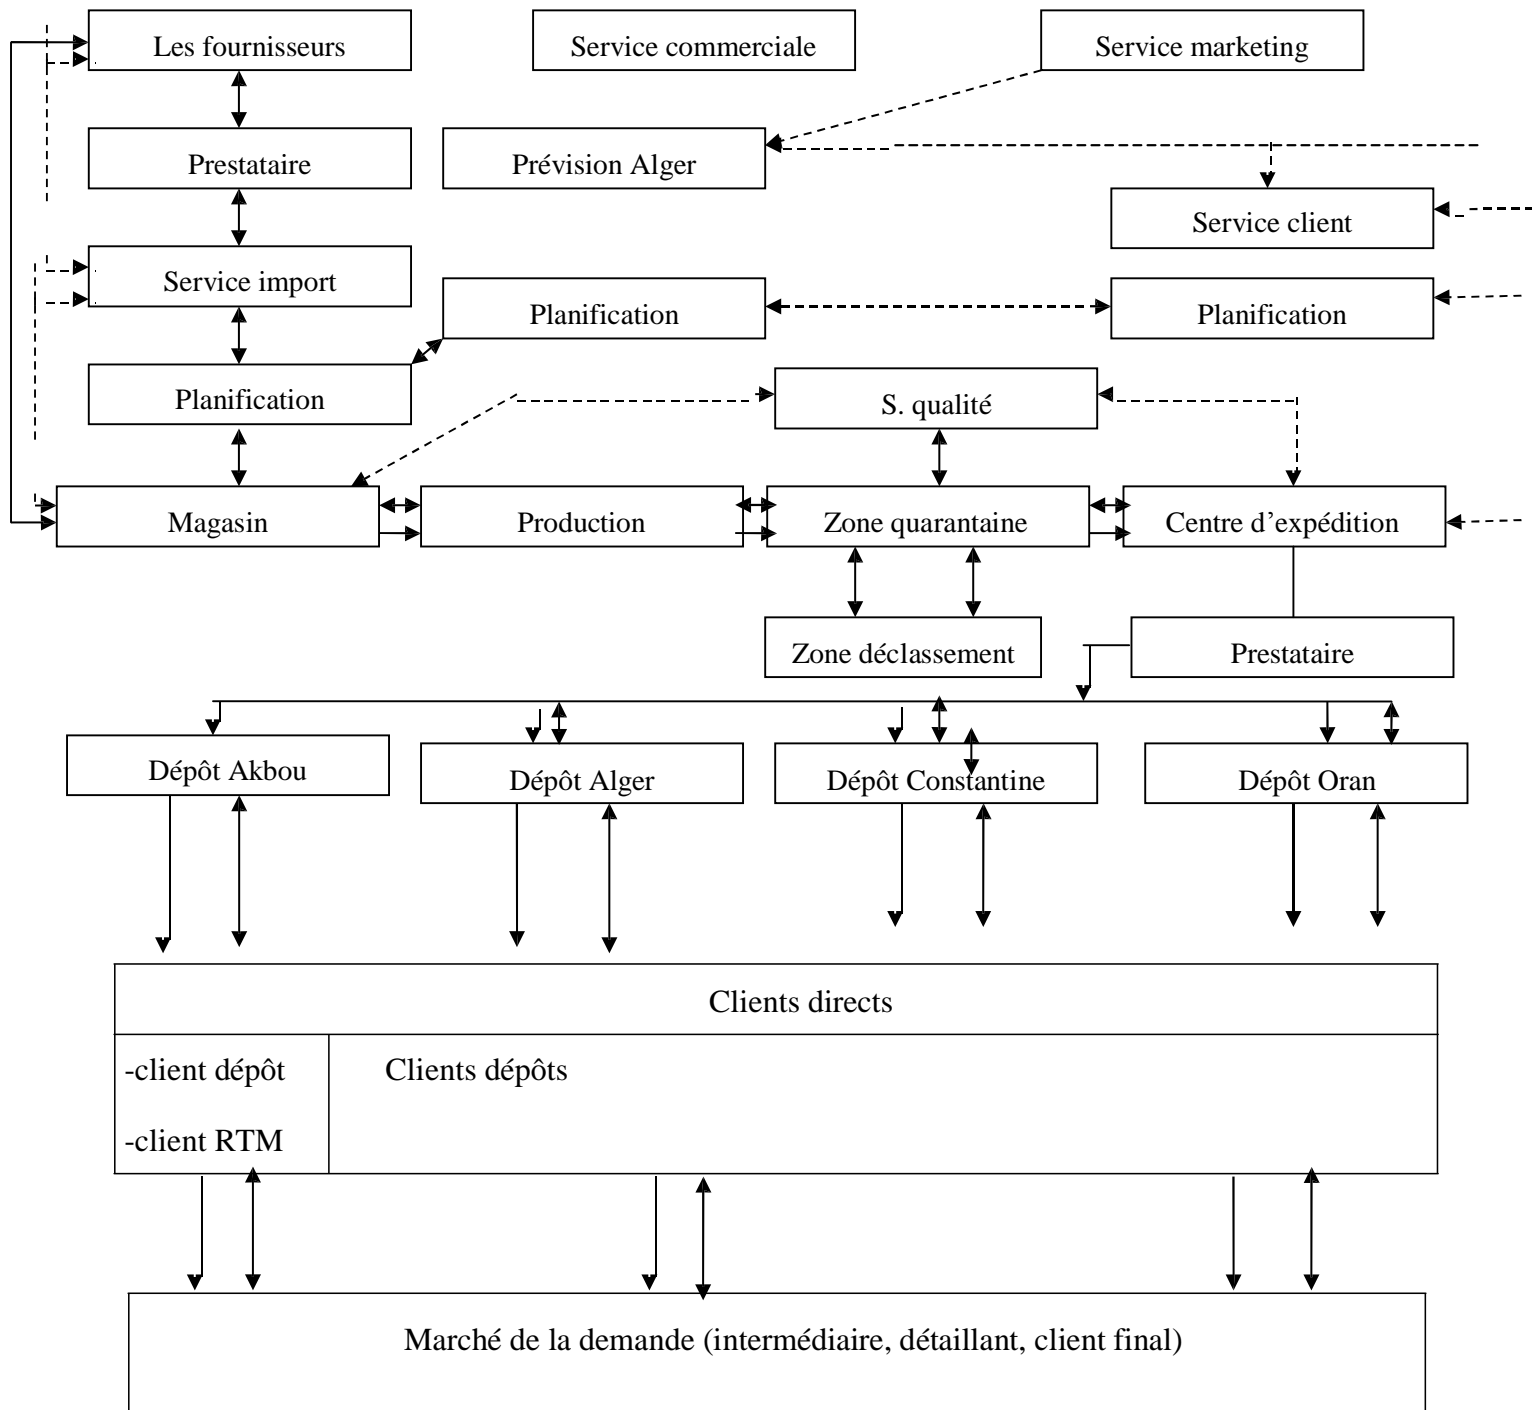 Les fournisseurs
Service commerciale
Service marketing
Prestataire
Prévision Alger
Service client
Service import
Planification
Planification
Planification
S. qualité
Magasin
Production
Zone quarantaine
Centre d'expédition
Zone déclassement
Prestataire
Dépôt Akbou
Dépôt Alger
Dépôt Constantine
Dépôt Oran
Clients directs
-client dépôt
Clients dépôts
-client RTM
Marché de la demande (intermédiaire, détaillant, client final)